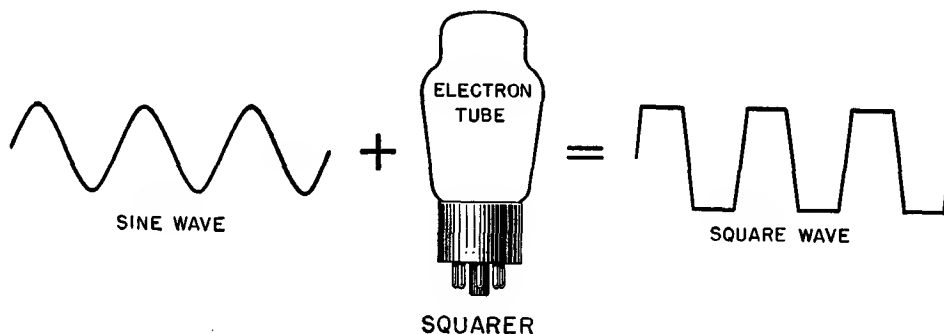 ELECTRON
TUBE
SINE WAVE
SQUARE WAVE
SQUARER